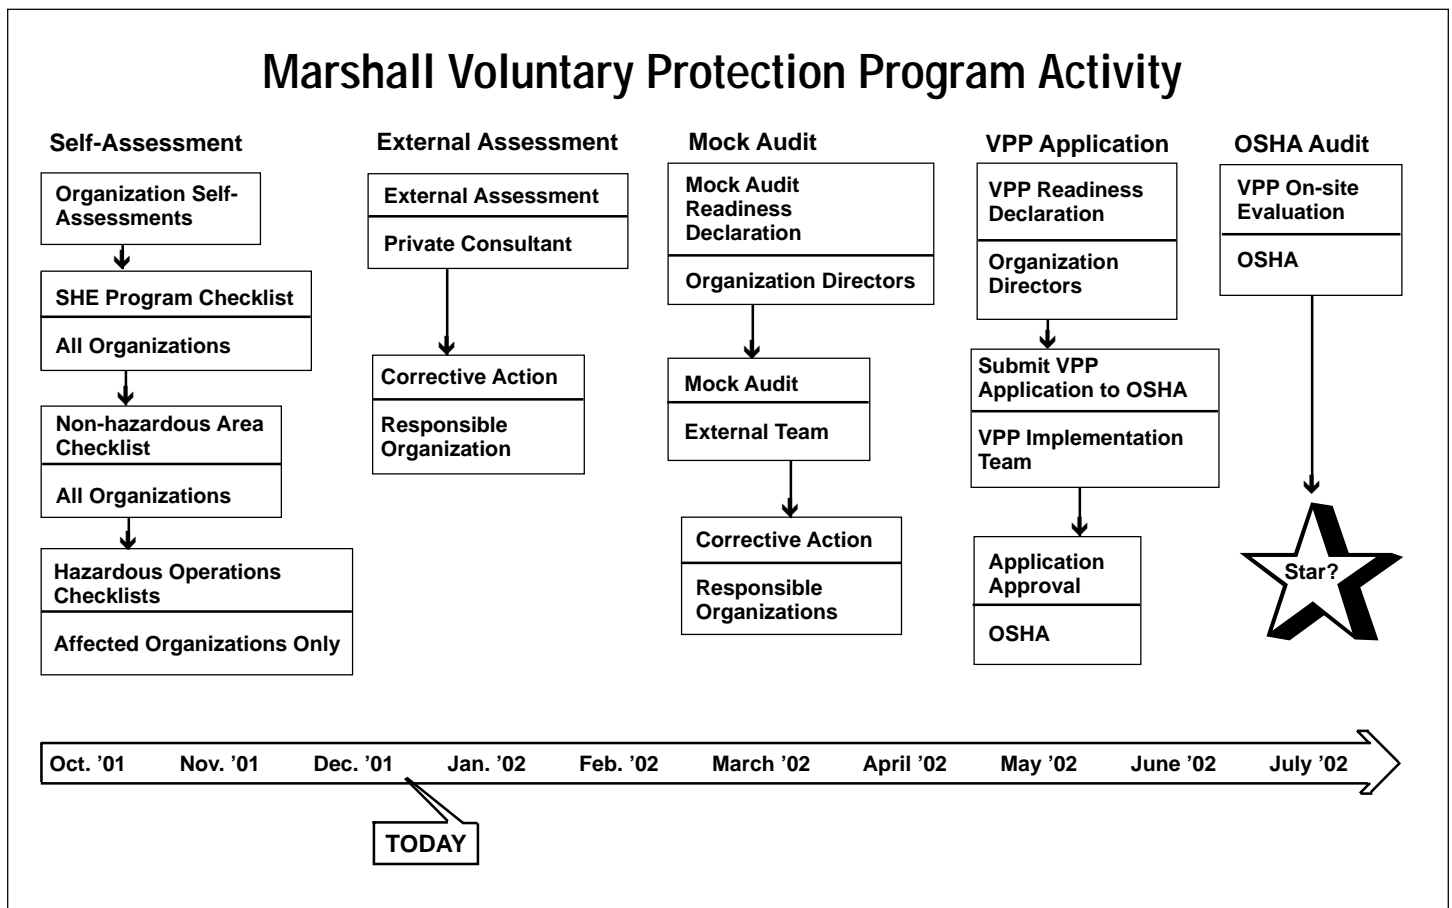 Marshall Voluntary Protection Program Activity
Self-Assessment
Organization Self-
Assessments
SHE Program Checklist
All Organizations
Non-hazardous Area
Checklist
All Organizations
Hazardous Operations
Checklists
Affected Organizations Only
External Assessment
External Assessment
Private Consultant
Corrective Action
Responsible
Organization
Mock Audit
Mock Audit
Readiness
Declaration
Organization Directors
Mock Audit
External Team
Corrective Action
Responsible
Organizations
VPP Application
VPP Readiness
Declaration
Organization
Directors
Submit VPP
Application to OSHA
VPP Implementation
Team
Application
Approval
OSHA
OSHA Audit
VPP On-site
Evaluation
OSHA
Star?
Oct. ’01 Nov. ’01 Dec. ’01 Jan. ’02 Feb. ’02 March ’02 April ’02 May ’02 June ’02 July ’02
TODAY